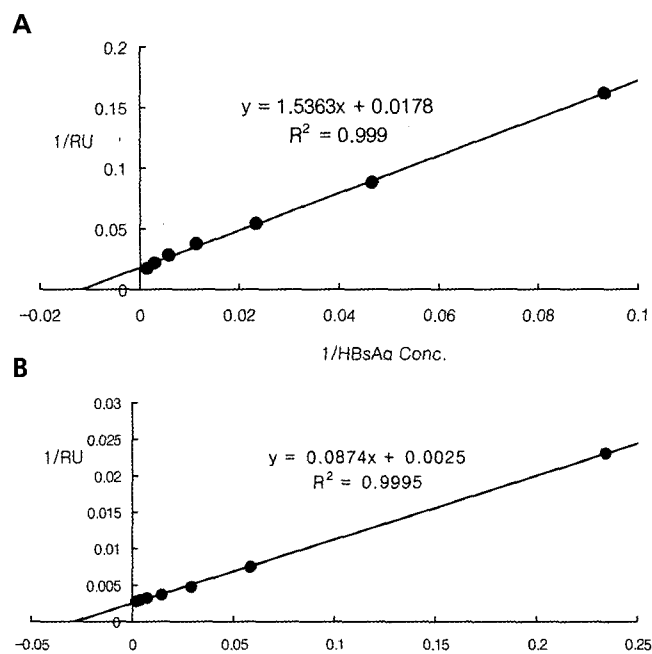 A
0.2
y = 1.5363x + 0.0178
0.15
R² = 0.999
1/RU
0.1
0.05
0
-0.02 0 0.02 0.04 0.06 0.08 0.1
1/HBsAg Conc.
B
0.03
0.025
1/RU
y = 0.0874x + 0.0025
0.02
R² = 0.9995
0.015
0.01
0.005
0
-0.05 0 0.05 0.1 0.15 0.2 0.25